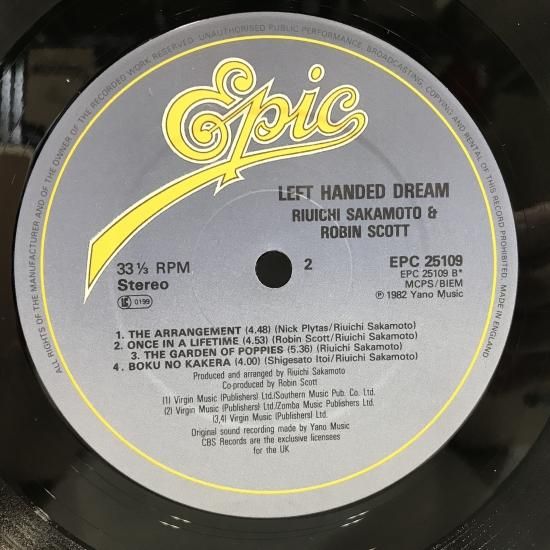 ALL RIGHTS OF THE MANUFACTURER AND OF THE OWNER OF THE RECORDED WORK RESERVED. UNAUTHORISED PUBLIC PERFORMANCE, BROADCASTING, COPYING AND RENTAL OF THIS RECORD PROHIBITED. MADE IN ENGLAND.
Epic
LEFT HANDED DREAM
RIUICHI SAKAMOTO &
ROBIN SCOTT
33 ⅓ RPM
Stereo
LC 0199
2
EPC 25109
EPC 25109 B*
MCPS/BIEM
℗ 1982 Yano Music
1. THE ARRANGEMENT (4.48) (Nick Plytas/Riuichi Sakamoto)
2. ONCE IN A LIFETIME (4.53) (Robin Scott/Riuichi Sakamoto)
3. THE GARDEN OF POPPIES (5.36) (Riuichi Sakamoto)
4. BOKU NO KAKERA (4.00) (Shigesato Itoi/Riuichi Sakamoto)
Produced and arranged by Riuichi Sakamoto
Co-produced by Robin Scott
(1) Virgin Music (Publishers) Ltd./Southern Music Pub. Co. Ltd.
(2) Virgin Music (Publishers) Ltd./Zomba Music Publishers Ltd.
(3,4) Virgin Music (Publishers) Ltd.
Original sound recording made by Yano Music
CBS Records are the exclusive licensees
for the UK